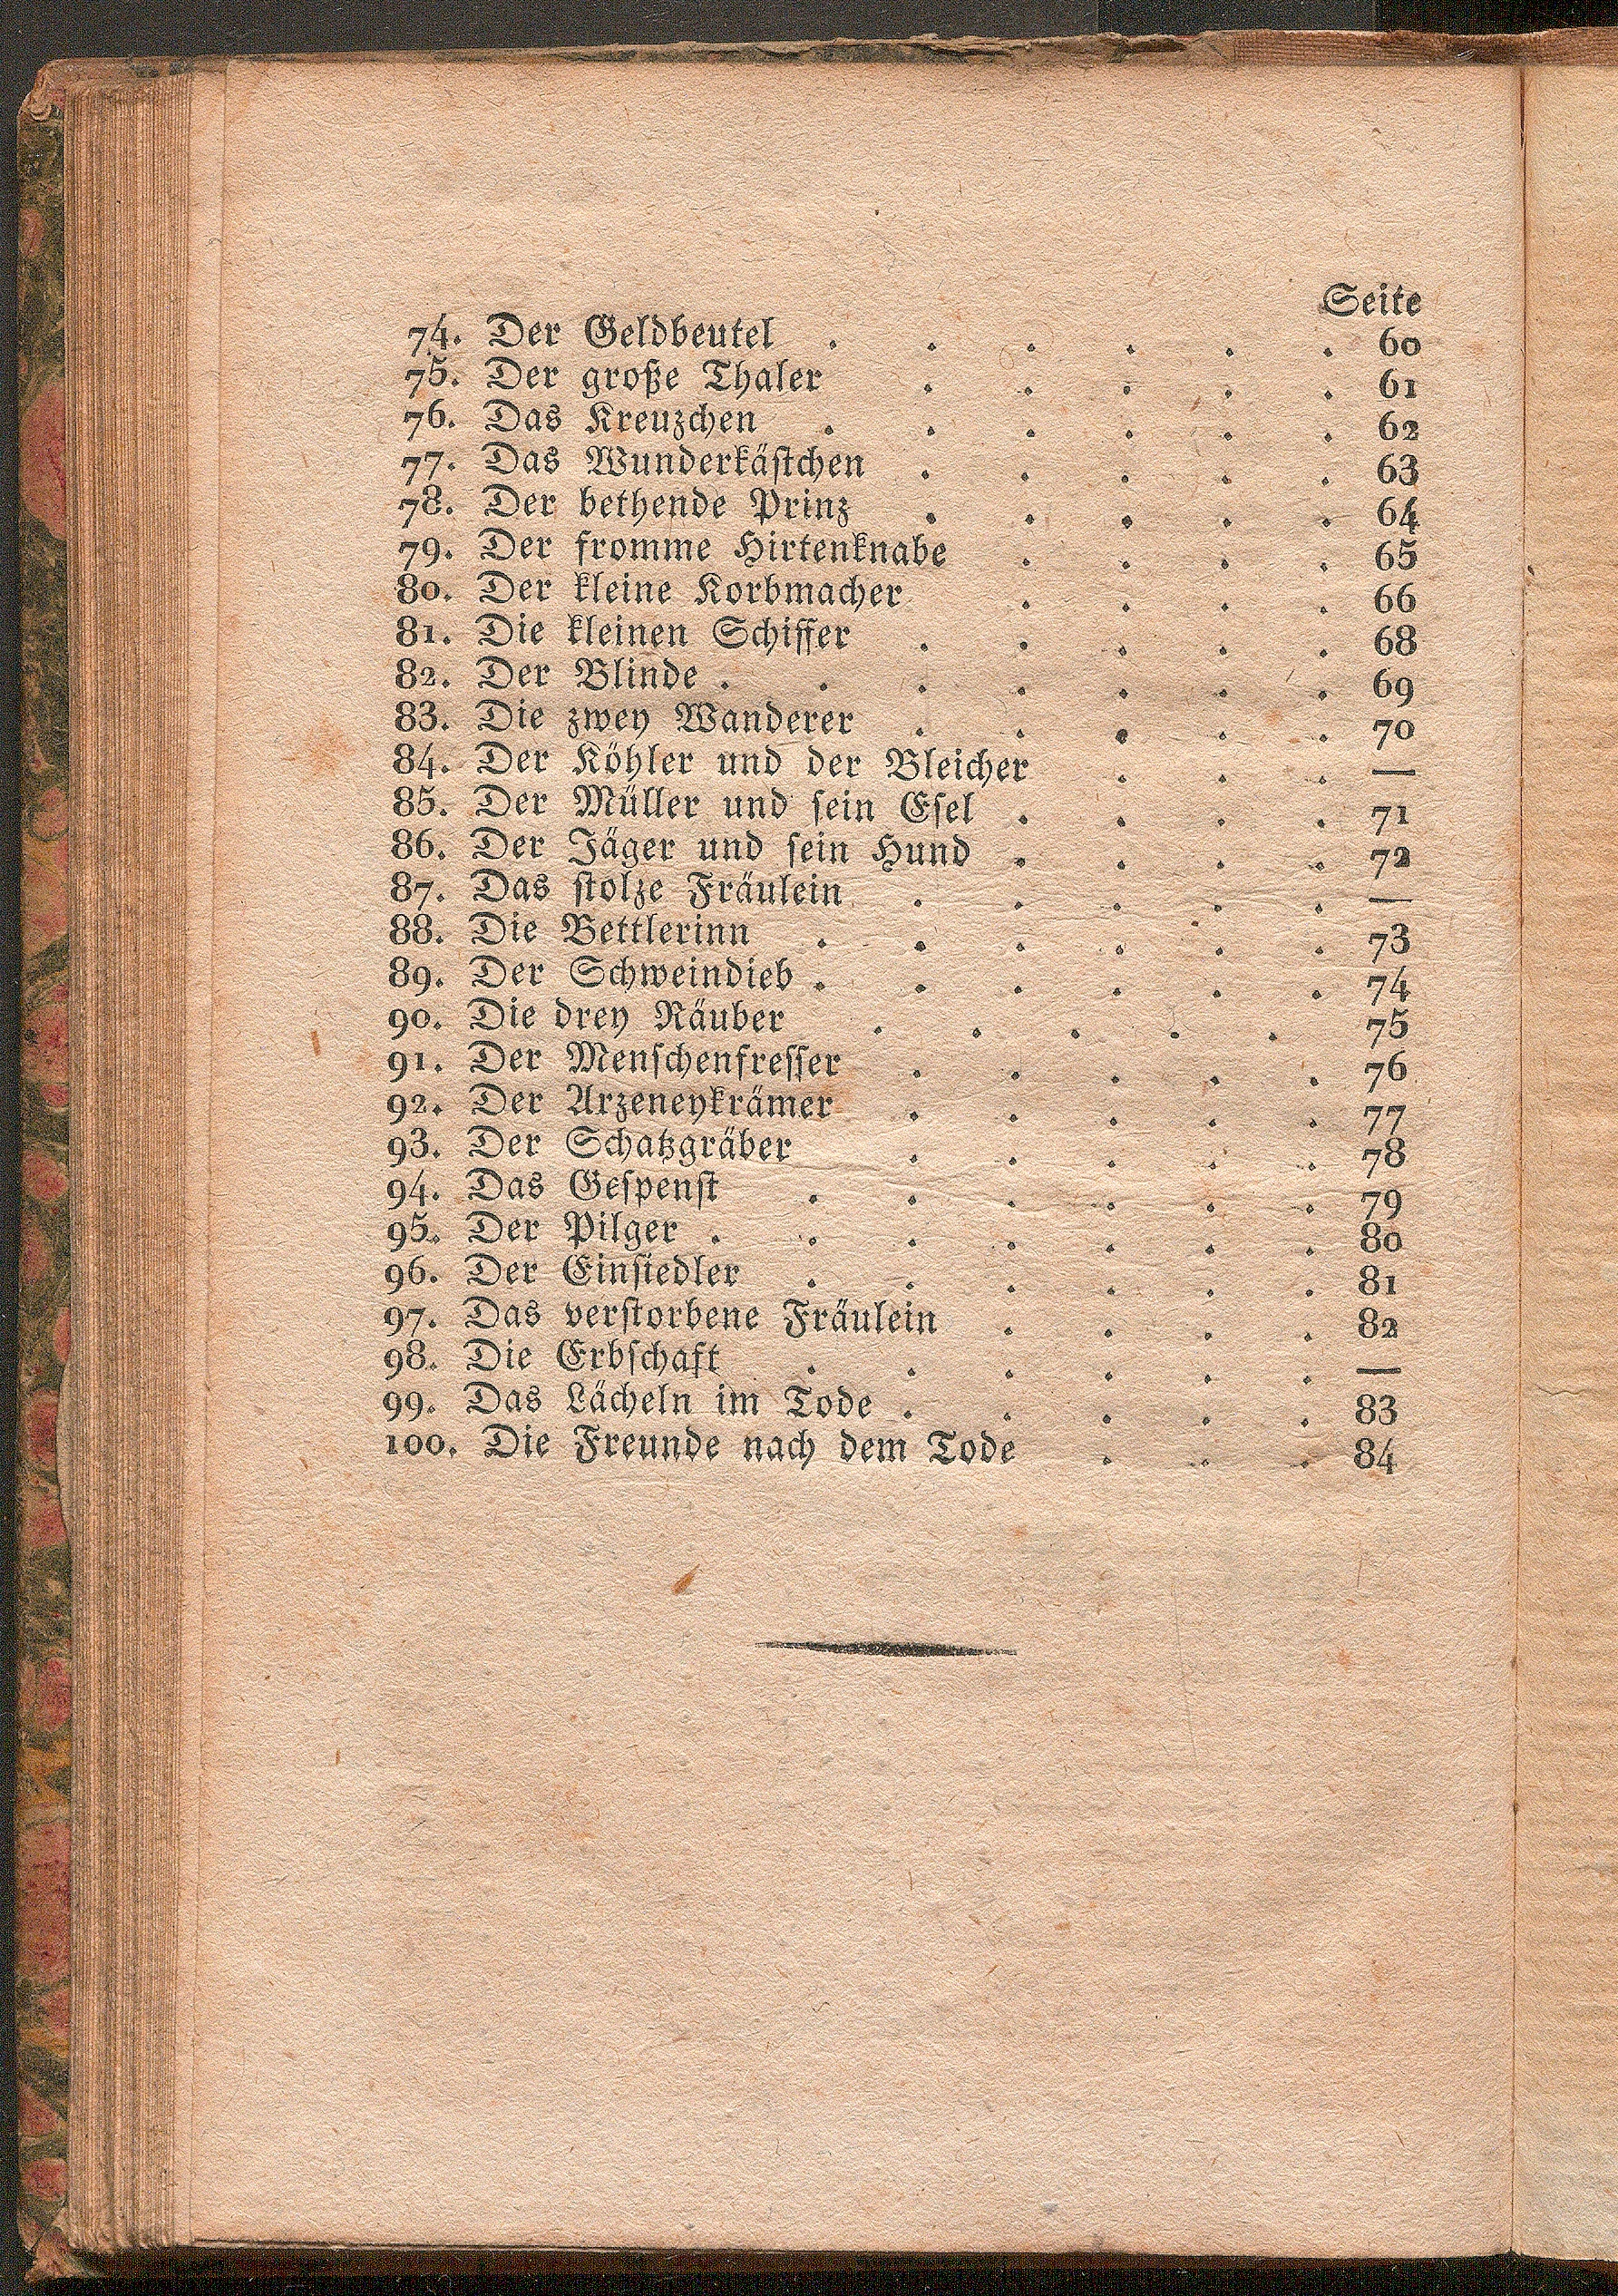 Seite
74. Der Geldbeutel . . . . . . 60
75. Der große Thaler . . . . . 61
76. Das Kreuzchen . . . . . . 62
77. Das Wunderkästchen . . . . . 63
78. Der bethende Prinz . . . . . 64
79. Der fromme Hirtenknabe . . . . 65
80. Der kleine Korbmacher . . . . 66
81. Die kleinen Schiffer . . . . . 68
82. Der Blinde . . . . . . . 69
83. Die zwey Wanderer . . . . . 70
84. Der Köhler und der Bleicher . . . —
85. Der Müller und sein Esel . . . . 71
86. Der Jäger und sein Hund . . . . 72
87. Das stolze Fräulein . . . . . —
88. Die Bettlerinn . . . . . . 73
89. Der Schweindieb . . . . . . 74
90. Die drey Räuber . . . . . 75
91. Der Menschenfresser . . . . . 76
92. Der Arzeneykrämer . . . . . 77
93. Der Schatzgräber . . . . . 78
94. Das Gespenst . . . . . . 79
95. Der Pilger . . . . . . . 80
96. Der Einsiedler . . . . . . 81
97. Das verstorbene Fräulein . . . . 82
98. Die Erbschaft . . . . . . —
99. Das Lächeln im Tode . . . . . 83
100. Die Freunde nach dem Tode . . . 84